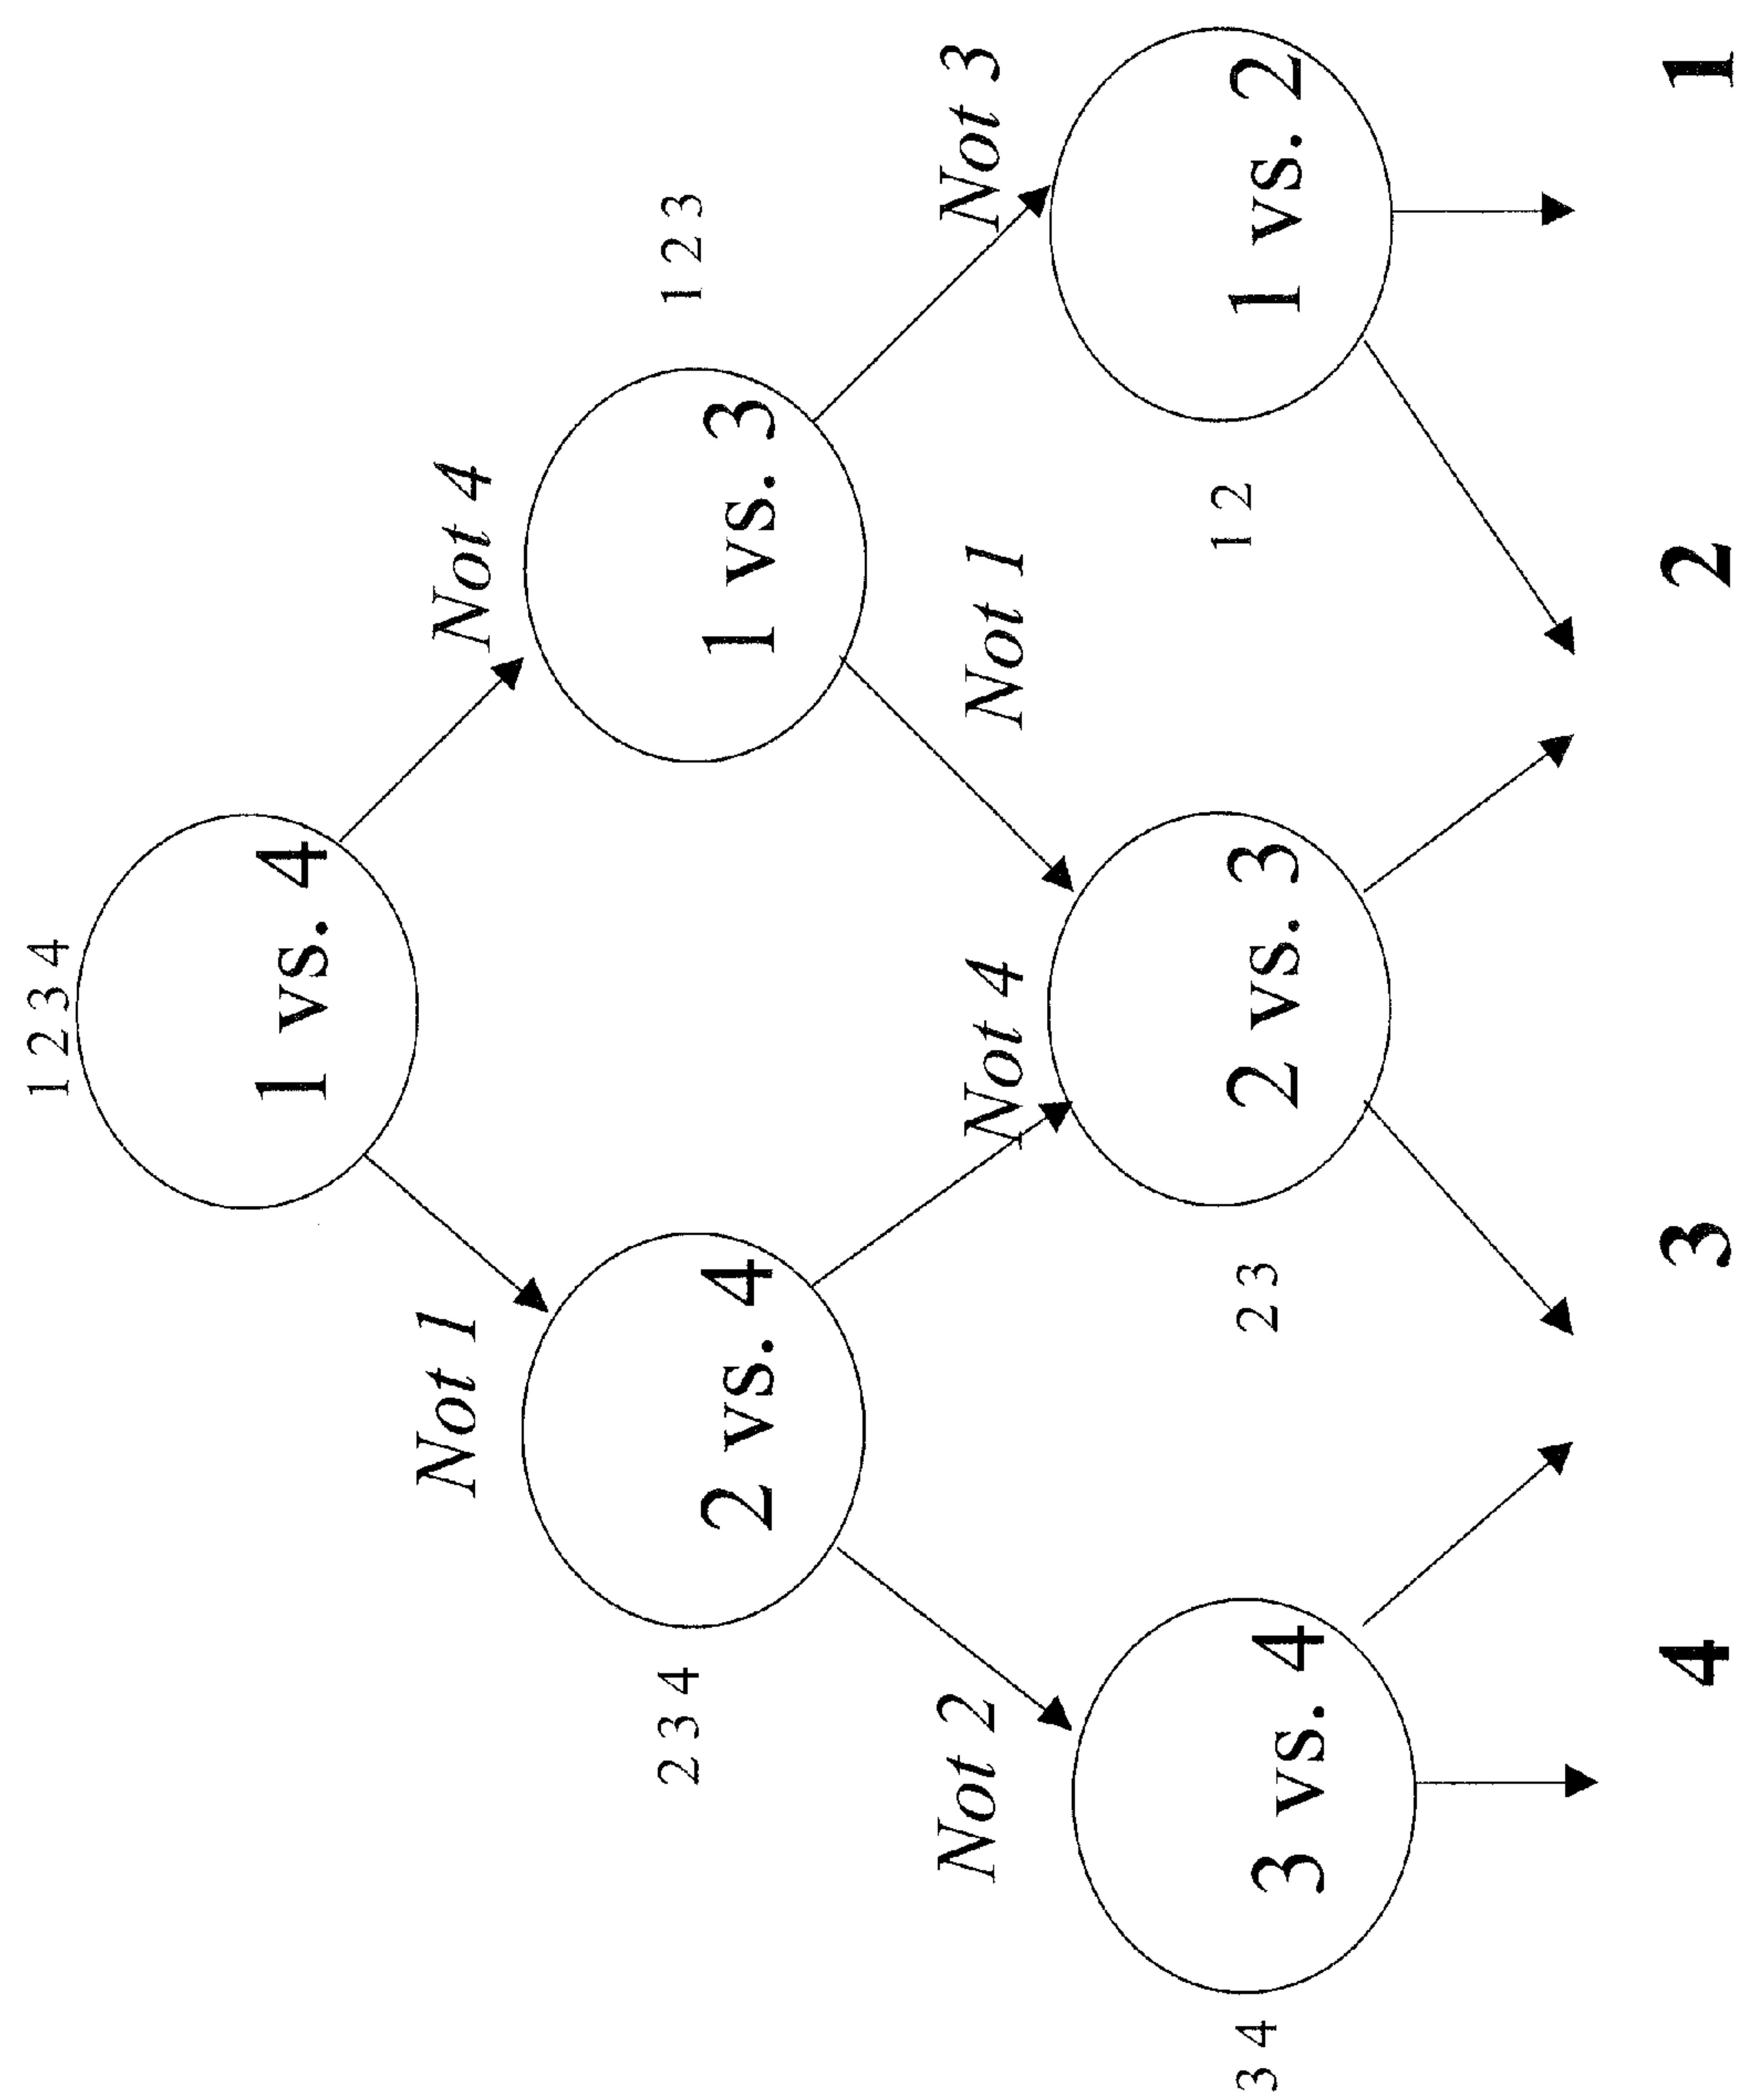 1 2 3 4
1 vs. 4
Not 1
Not 4
2 3 4
2 vs. 4
1 vs. 3
1 2 3
Not 2
Not 4
Not 1
Not 3
3 4
3 vs. 4
2 3
2 vs. 3
1 2
1 vs. 2
4
3
2
1